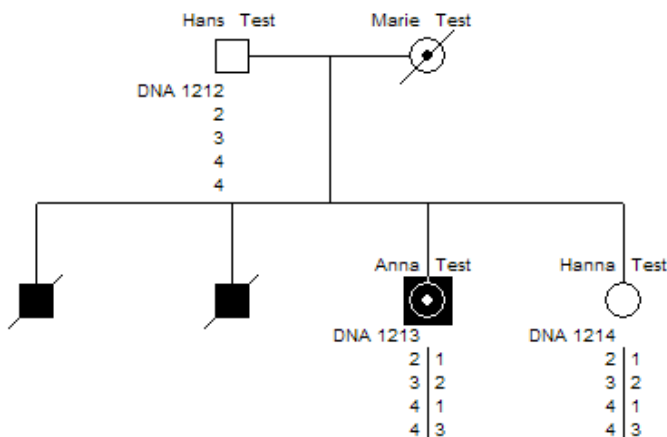 Hans Test Marie Test
DNA 1212
2
3
4
4
Anna Test Hanna Test
DNA 1213 DNA 1214
2 1 2 1
3 2 3 2
4 1 4 1
4 3 4 3